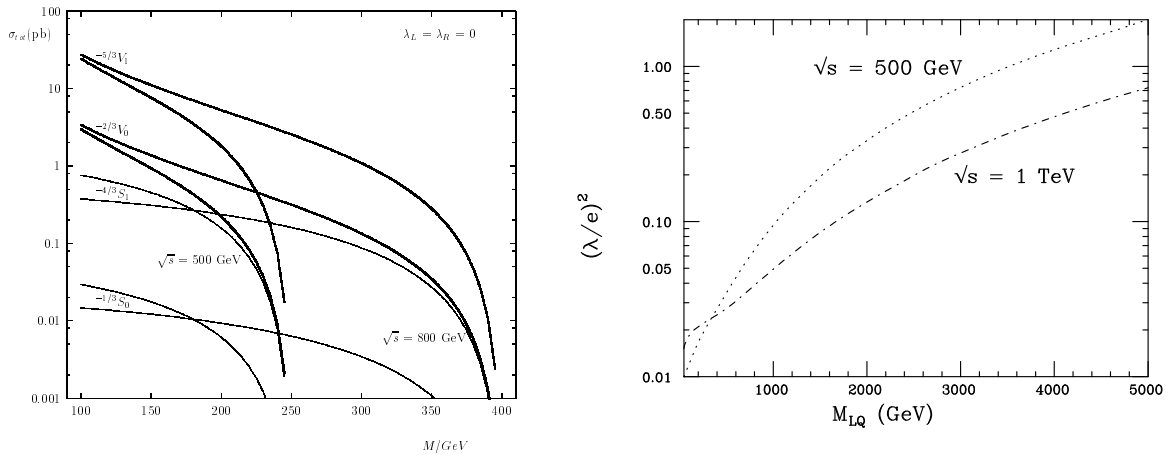 100
σ_tot(pb)
λ_L = λ_R = 0
−5/3V_1
10
−2/3V_0
1
−4/3S_1
0.1
√s = 500 GeV
−1/3S_0
0.01
√s = 800 GeV
0.001
100 150 200 250 300 350 400
M/GeV
√s = 500 GeV
1.00
0.50
√s = 1 TeV
(λ/e)²
0.10
0.05
0.01
1000 2000 3000 4000 5000
M_LQ (GeV)